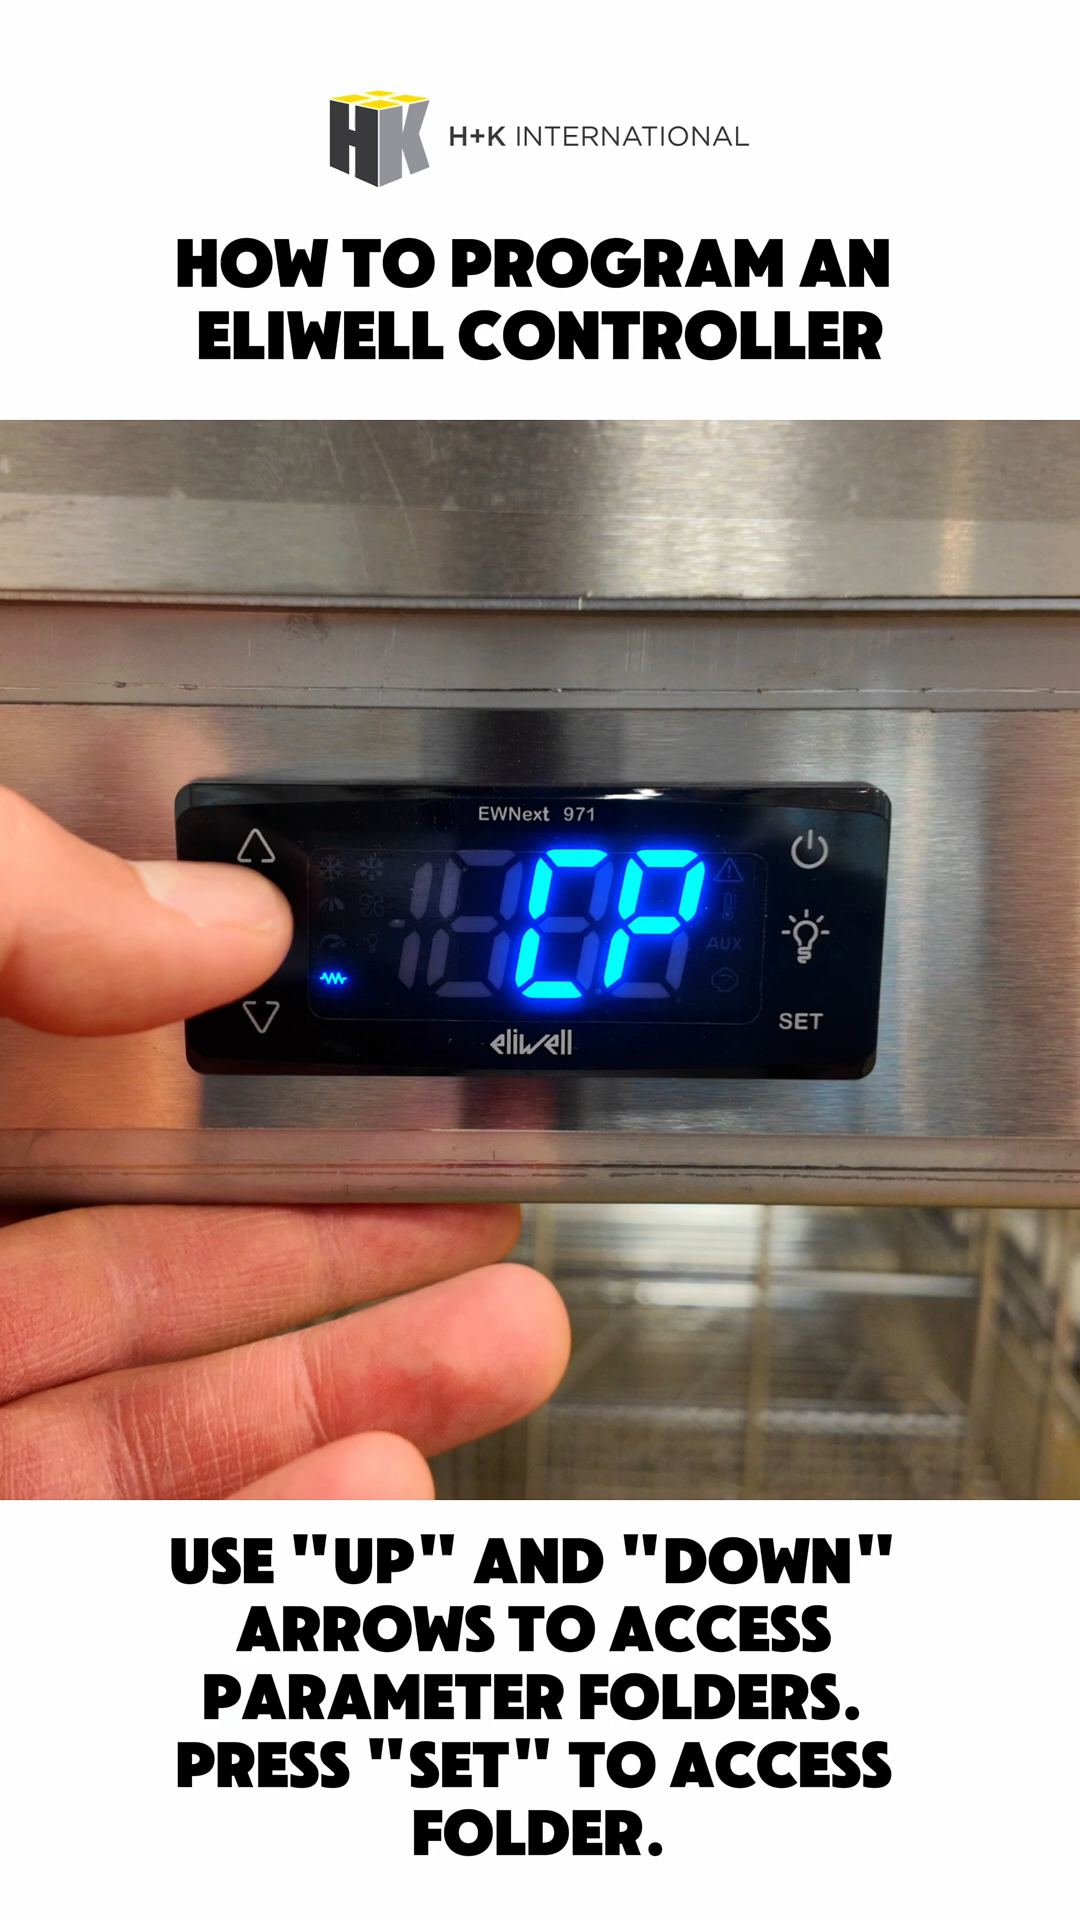 HK
H+K INTERNATIONAL
HOW TO PROGRAM AN
ELIWELL CONTROLLER
EWNext 971
CP
AUX
SET
eliwell
USE "UP" AND "DOWN"
ARROWS TO ACCESS
PARAMETER FOLDERS.
PRESS "SET" TO ACCESS
FOLDER.